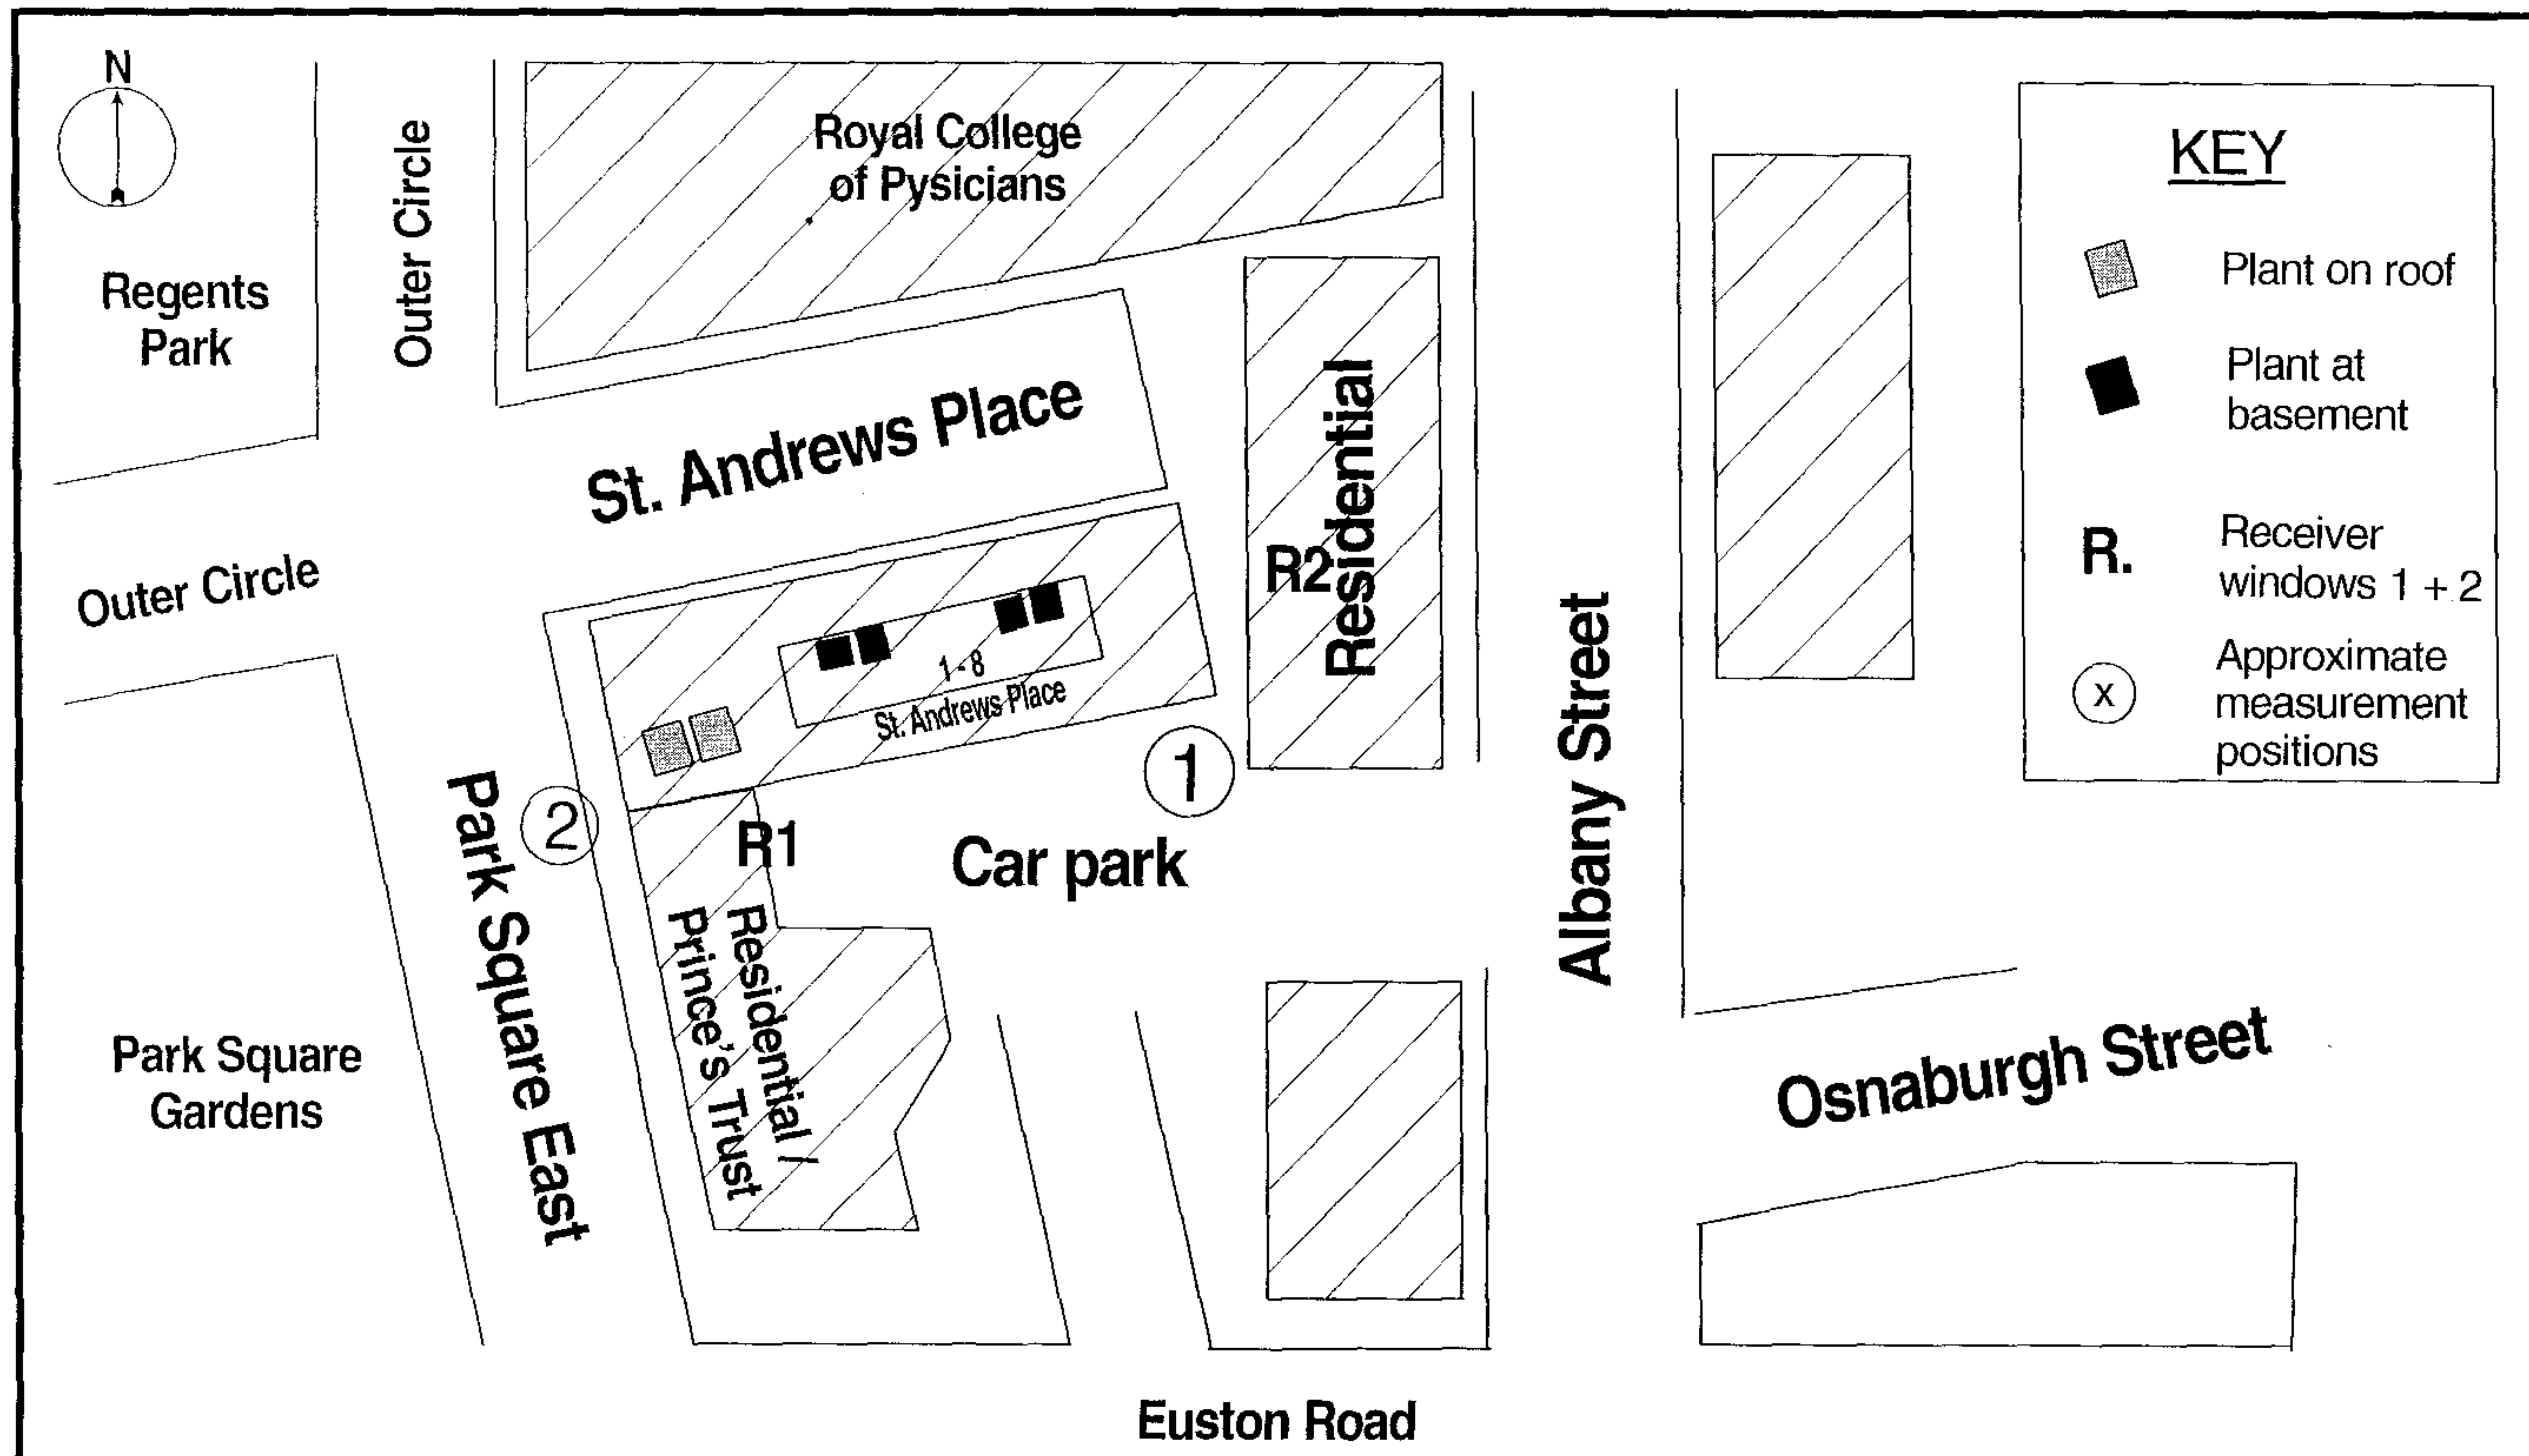 N
Regents
Park
Outer Circle
Royal College
of Pysicians
St. Andrews Place
Outer Circle
1 - 8
St. Andrews Place
R2
Residential
1
2
R1
Car park
Residential /
Prince's Trust
Park Square East
Park Square
Gardens
Albany Street
Osnaburgh Street
Euston Road
KEY
Plant on roof
Plant at
basement
R.
Receiver
windows 1 + 2
x
Approximate
measurement
positions